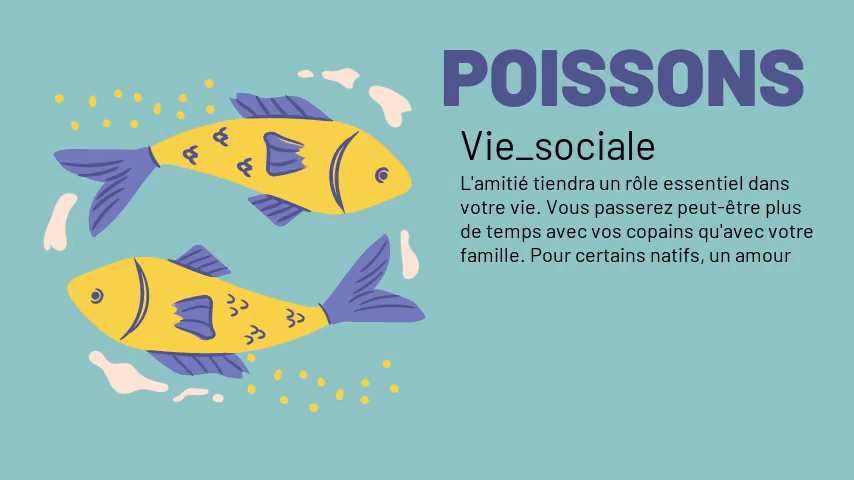 POISSONS
Vie_sociale
L'amitié tiendra un rôle essentiel dans
votre vie. Vous passerez peut-être plus
de temps avec vos copains qu'avec votre
famille. Pour certains natifs, un amour